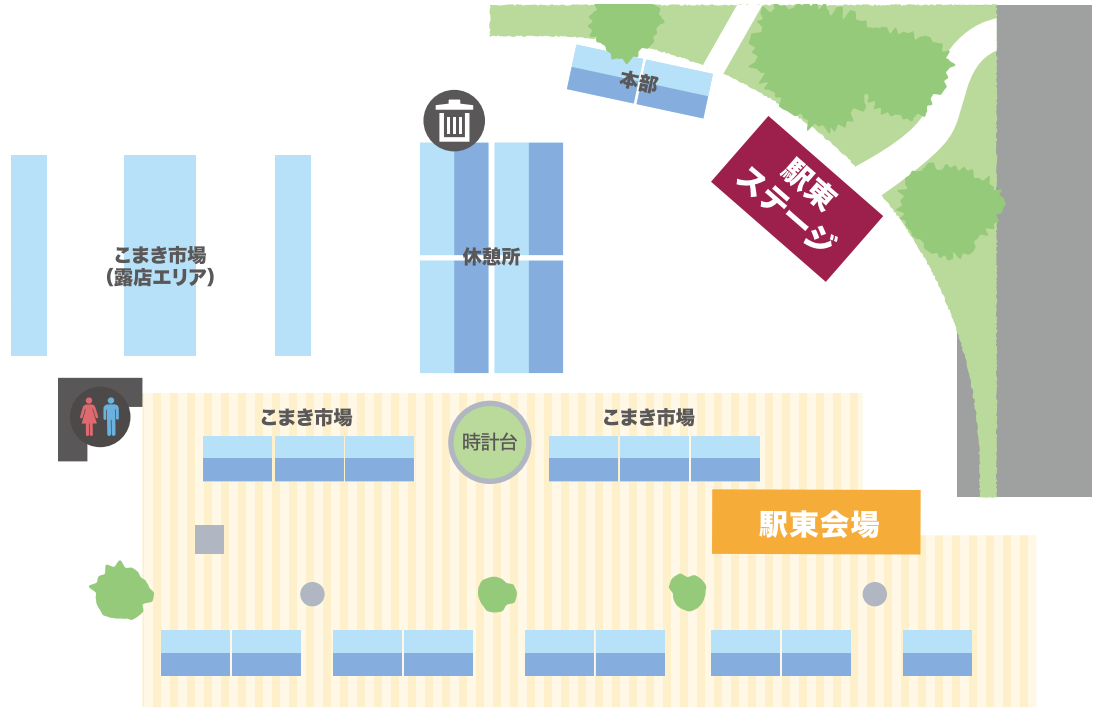 本部
駅東
ステージ
こまき市場
（露店エリア）
休憩所
こまき市場
時計台
こまき市場
駅東会場